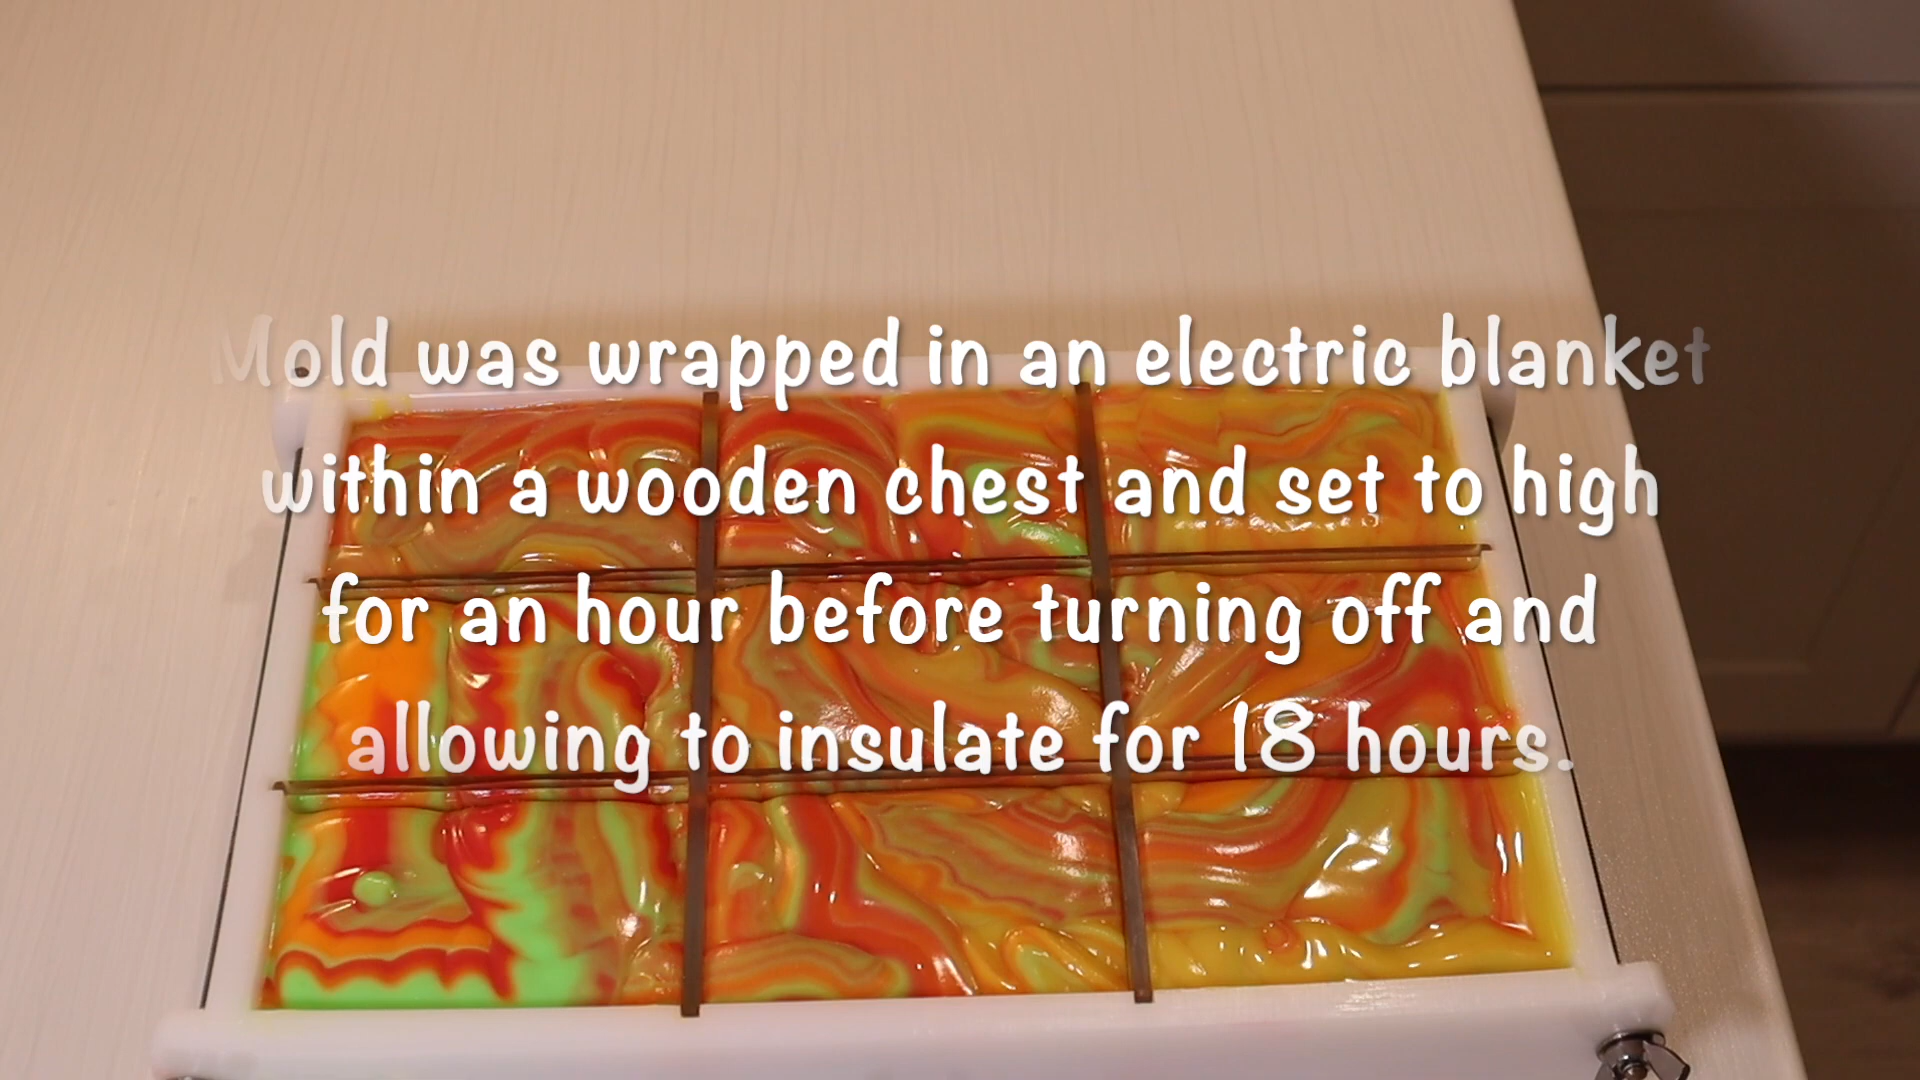 Mold was wrapped in an electric blanket
within a wooden chest and set to high
for an hour before turning off and
allowing to insulate for 18 hours.